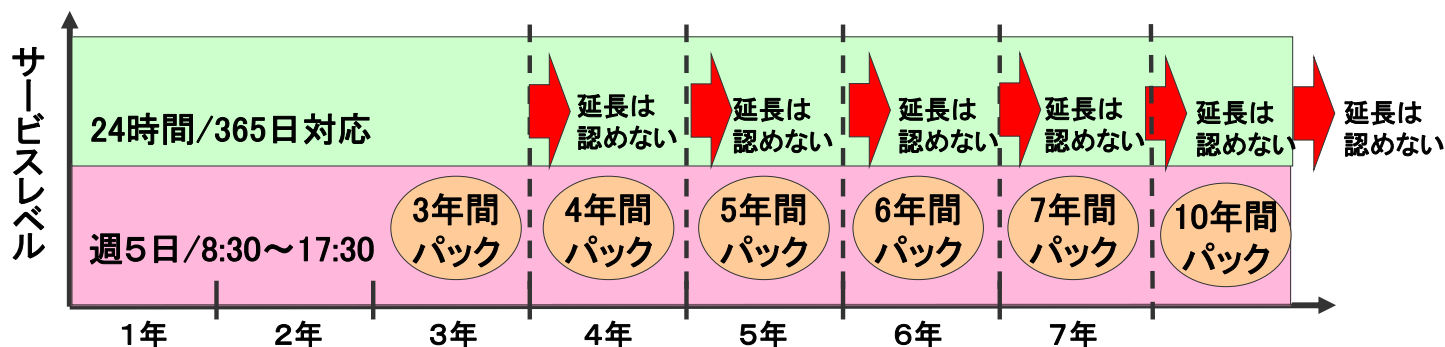 サービスレベル
24時間/365日対応
延長は
認めない
延長は
認めない
延長は
認めない
延長は
認めない
延長は
認めない
延長は
認めない
週５日/8:30～17:30
3年間
パック
4年間
パック
5年間
パック
6年間
パック
7年間
パック
10年間
パック
１年
２年
３年
４年
５年
６年
７年